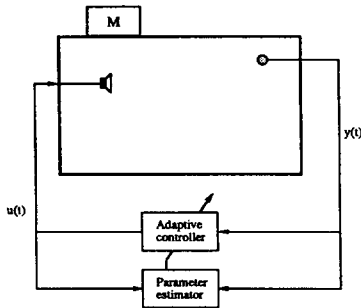 M
y(t)
u(t)
Adaptive
controller
Parameter
estimator